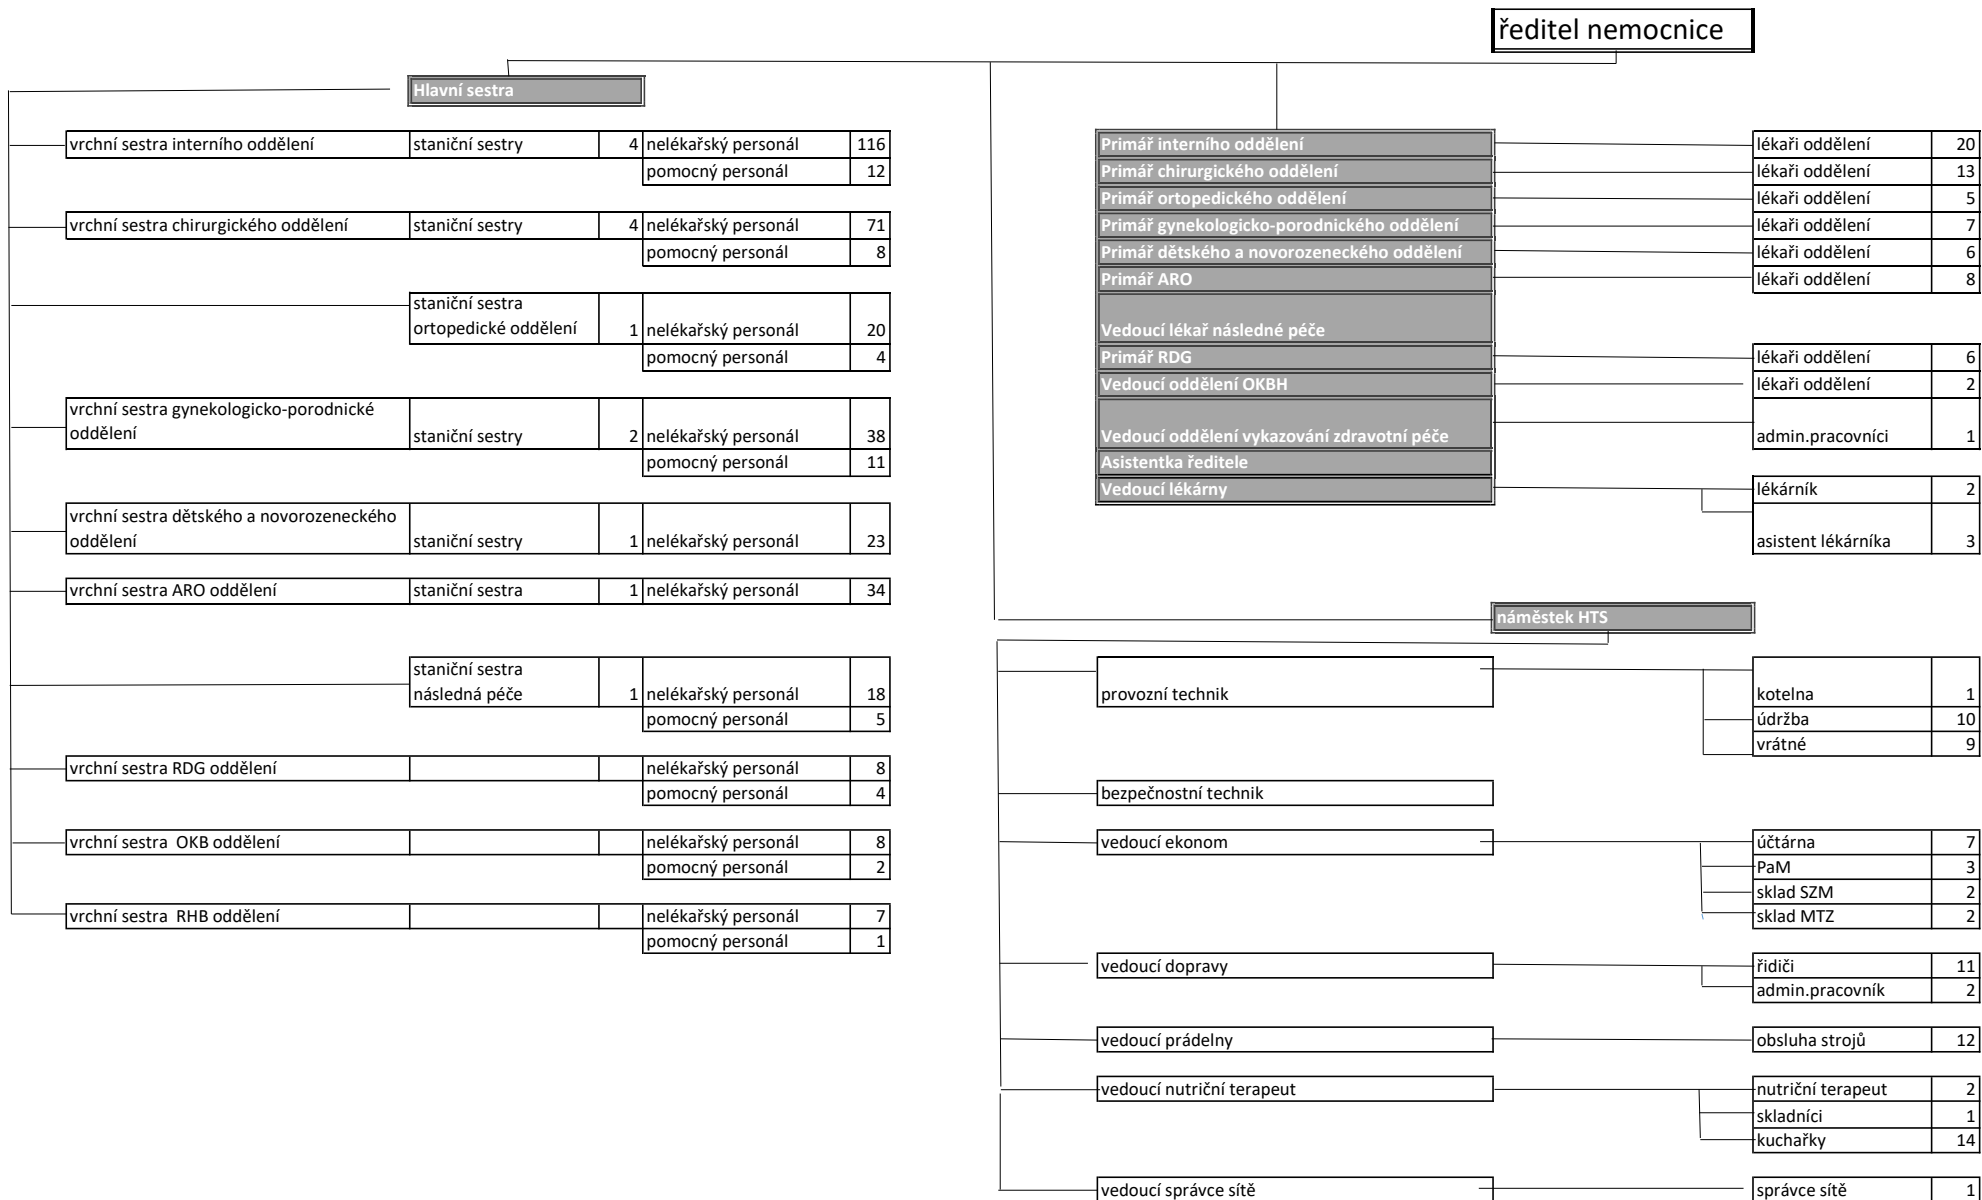 ředitel nemocnice
Hlavní sestra
vrchní sestra interního oddělení staniční sestry 4 nelékařský personál 116
pomocný personál 12
vrchní sestra chirurgického oddělení staniční sestry 4 nelékařský personál 71
pomocný personál 8
staniční sestra
ortopedické oddělení 1 nelékařský personál 20
pomocný personál 4
vrchní sestra gynekologicko-porodnické
oddělení staniční sestry 2 nelékařský personál 38
pomocný personál 11
vrchní sestra dětského a novorozeneckého
oddělení staniční sestry 1 nelékařský personál 23
vrchní sestra ARO oddělení staniční sestra 1 nelékařský personál 34
staniční sestra
následná péče 1 nelékařský personál 18
pomocný personál 5
vrchní sestra RDG oddělení nelékařský personál 8
pomocný personál 4
vrchní sestra OKB oddělení nelékařský personál 8
pomocný personál 2
vrchní sestra RHB oddělení nelékařský personál 7
pomocný personál 1
Primář interního oddělení lékaři oddělení 20
Primář chirurgického oddělení lékaři oddělení 13
Primář ortopedického oddělení lékaři oddělení 5
Primář gynekologicko-porodnického oddělení lékaři oddělení 7
Primář dětského a novorozeneckého oddělení lékaři oddělení 6
Primář ARO lékaři oddělení 8
Vedoucí lékař následné péče
Primář RDG lékaři oddělení 6
Vedoucí oddělení OKBH lékaři oddělení 2
Vedoucí oddělení vykazování zdravotní péče admin.pracovníci 1
Asistentka ředitele
Vedoucí lékárny lékárník 2
asistent lékárníka 3
náměstek HTS
provozní technik kotelna 1
údržba 10
vrátné 9
bezpečnostní technik
vedoucí ekonom účtárna 7
PaM 3
sklad SZM 2
sklad MTZ 2
vedoucí dopravy řidiči 11
admin.pracovník 2
vedoucí prádelny obsluha strojů 12
vedoucí nutriční terapeut nutriční terapeut 2
skladníci 1
kuchařky 14
vedoucí správce sítě správce sítě 1